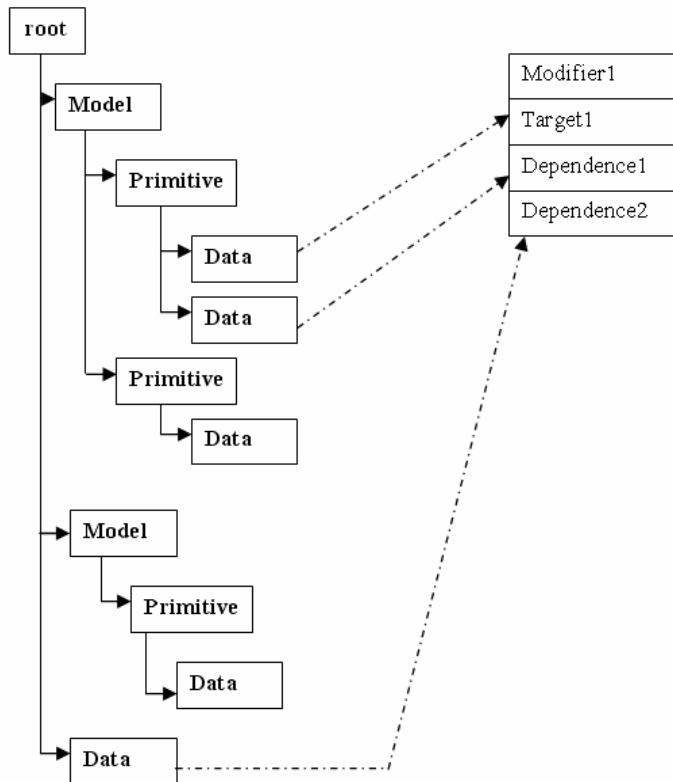 root
Model
Primitive
Data
Data
Primitive
Data
Model
Primitive
Data
Data
Modifier1
Target1
Dependence1
Dependence2